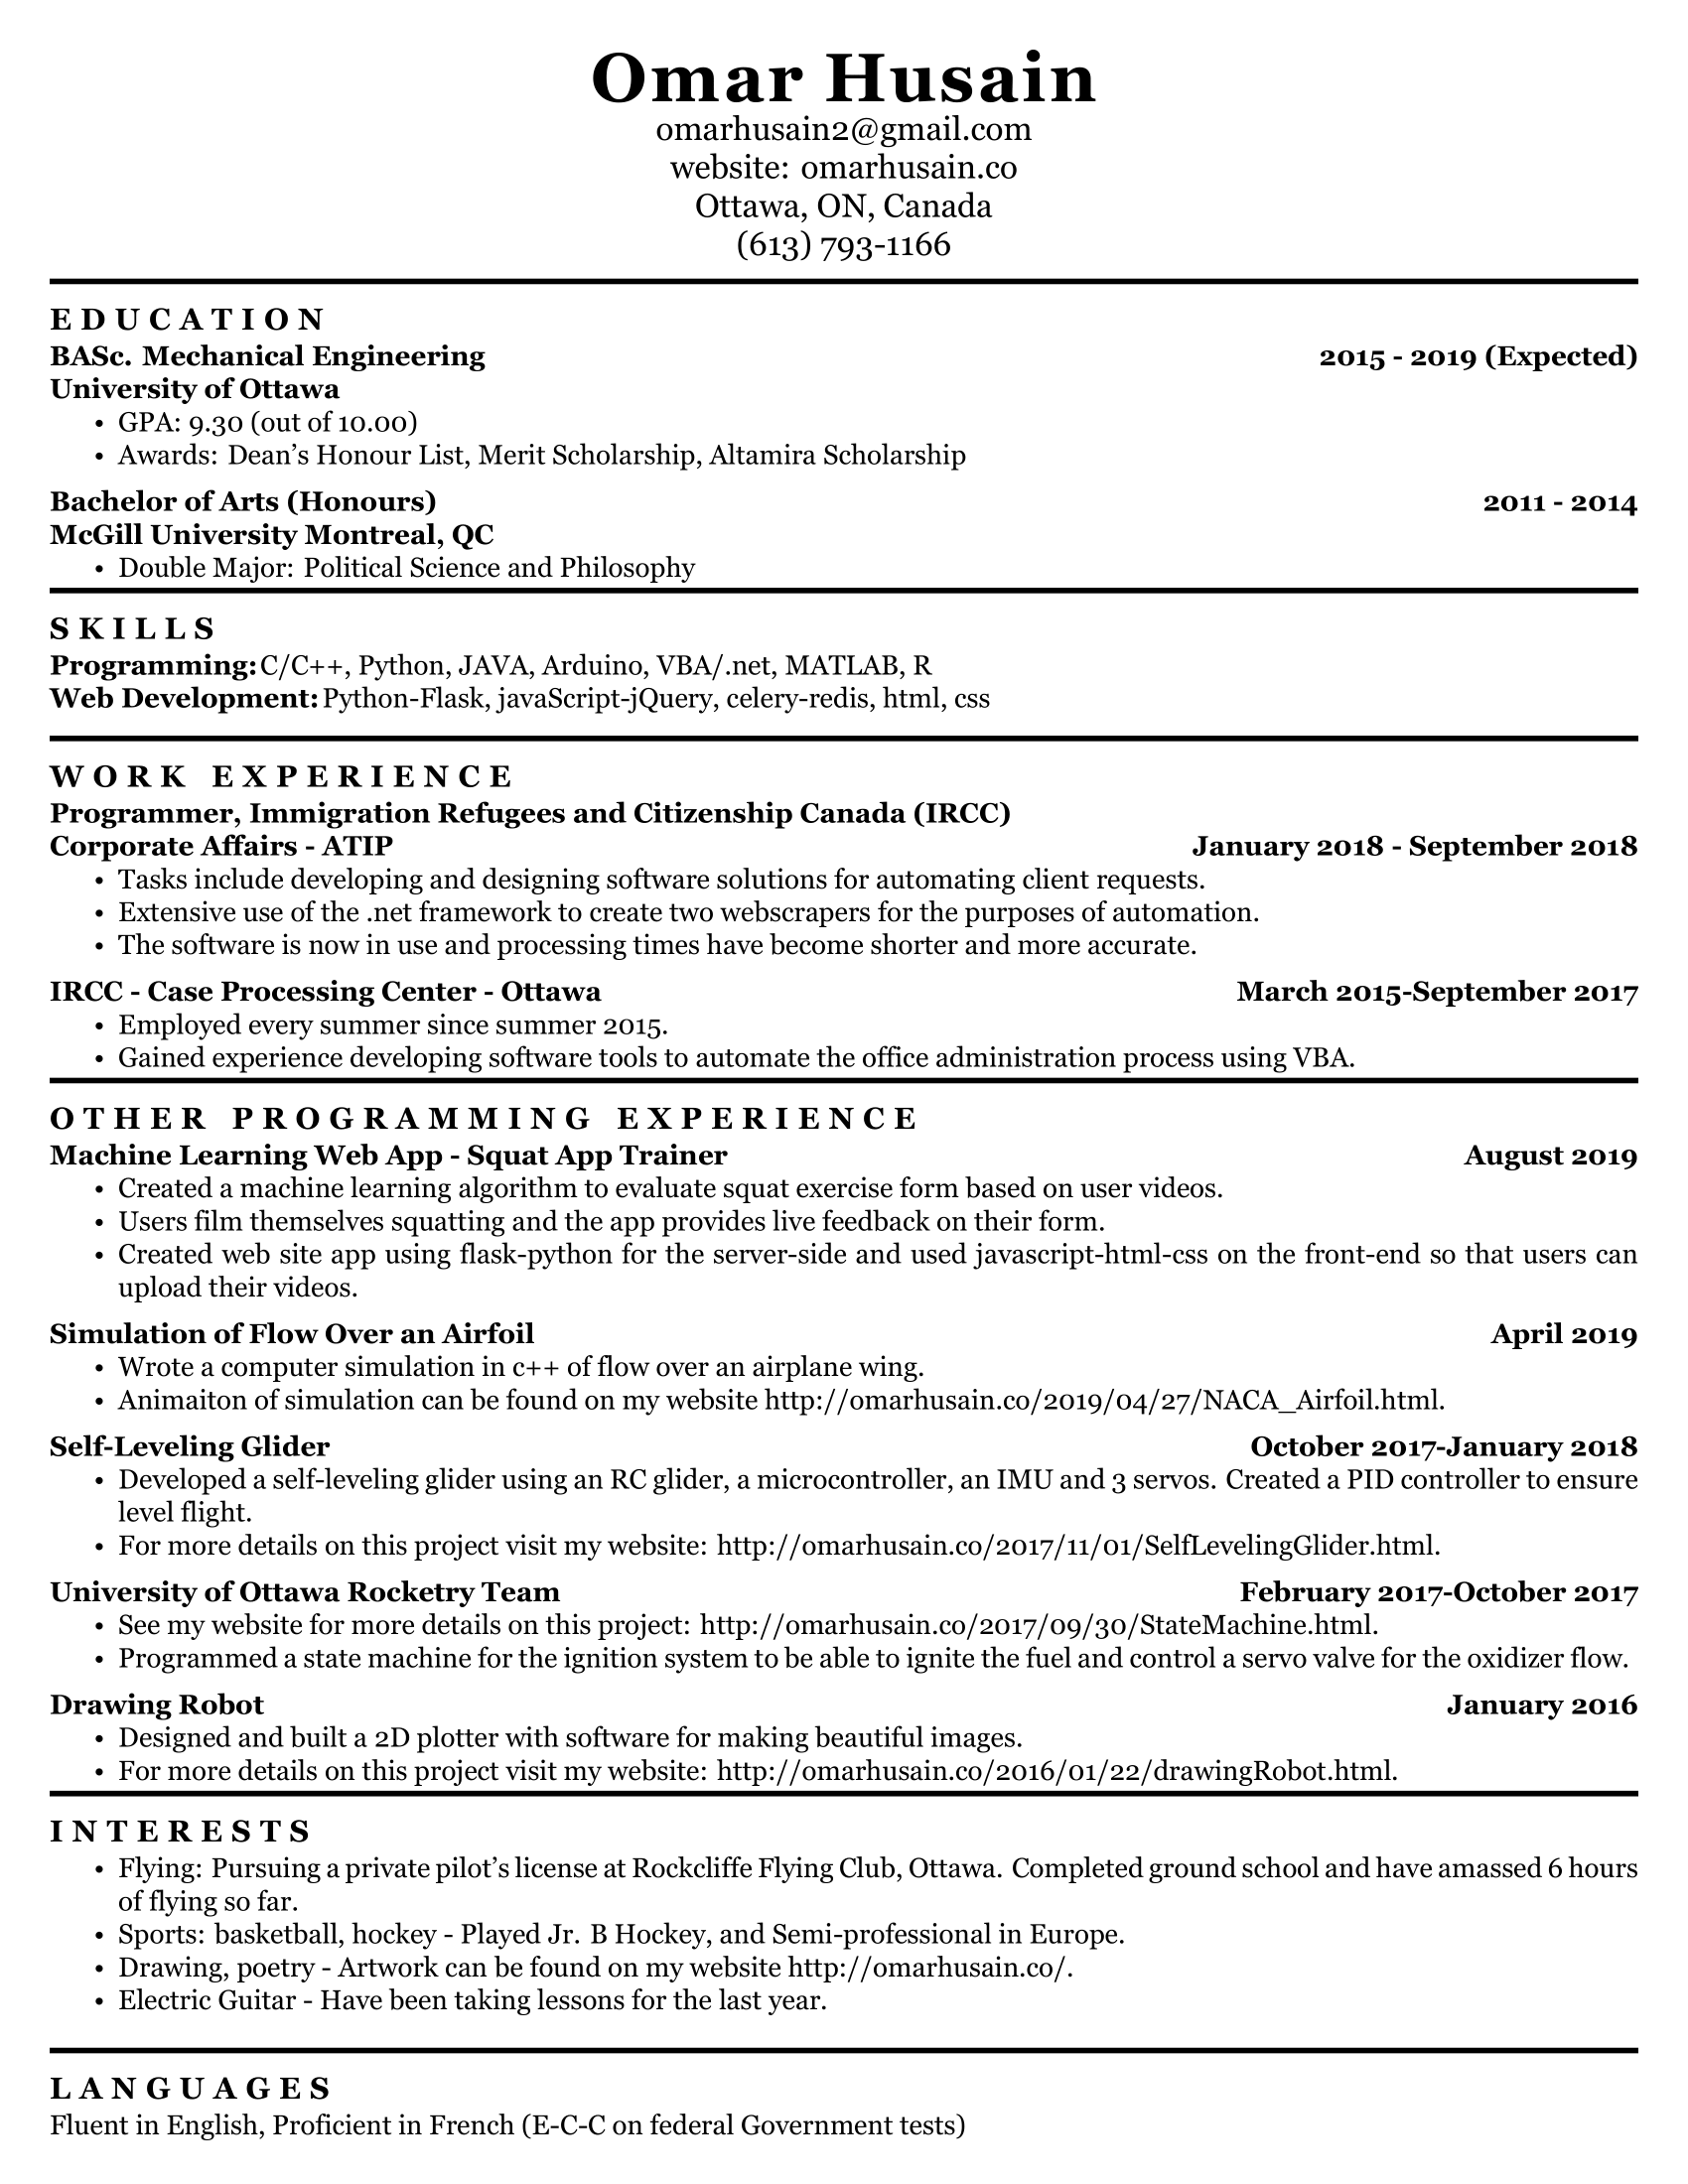 Omar Husain
omarhusain2@gmail.com
website: omarhusain.co
Ottawa, ON, Canada
(613) 793-1166
EDUCATION
BASc. Mechanical Engineering 2015 - 2019 (Expected)
University of Ottawa
• GPA: 9.30 (out of 10.00)
• Awards: Dean’s Honour List, Merit Scholarship, Altamira Scholarship
Bachelor of Arts (Honours) 2011 - 2014
McGill University Montreal, QC
• Double Major: Political Science and Philosophy
SKILLS
Programming: C/C++, Python, JAVA, Arduino, VBA/.net, MATLAB, R
Web Development: Python-Flask, javaScript-jQuery, celery-redis, html, css
WORK EXPERIENCE
Programmer, Immigration Refugees and Citizenship Canada (IRCC)
Corporate Affairs - ATIP January 2018 - September 2018
• Tasks include developing and designing software solutions for automating client requests.
• Extensive use of the .net framework to create two webscrapers for the purposes of automation.
• The software is now in use and processing times have become shorter and more accurate.
IRCC - Case Processing Center - Ottawa March 2015-September 2017
• Employed every summer since summer 2015.
• Gained experience developing software tools to automate the office administration process using VBA.
OTHER PROGRAMMING EXPERIENCE
Machine Learning Web App - Squat App Trainer August 2019
• Created a machine learning algorithm to evaluate squat exercise form based on user videos.
• Users film themselves squatting and the app provides live feedback on their form.
• Created web site app using flask-python for the server-side and used javascript-html-css on the front-end so that users can
upload their videos.
Simulation of Flow Over an Airfoil April 2019
• Wrote a computer simulation in c++ of flow over an airplane wing.
• Animaiton of simulation can be found on my website http://omarhusain.co/2019/04/27/NACA_Airfoil.html.
Self-Leveling Glider October 2017-January 2018
• Developed a self-leveling glider using an RC glider, a microcontroller, an IMU and 3 servos. Created a PID controller to ensure
level flight.
• For more details on this project visit my website: http://omarhusain.co/2017/11/01/SelfLevelingGlider.html.
University of Ottawa Rocketry Team February 2017-October 2017
• See my website for more details on this project: http://omarhusain.co/2017/09/30/StateMachine.html.
• Programmed a state machine for the ignition system to be able to ignite the fuel and control a servo valve for the oxidizer flow.
Drawing Robot January 2016
• Designed and built a 2D plotter with software for making beautiful images.
• For more details on this project visit my website: http://omarhusain.co/2016/01/22/drawingRobot.html.
INTERESTS
• Flying: Pursuing a private pilot’s license at Rockcliffe Flying Club, Ottawa. Completed ground school and have amassed 6 hours
of flying so far.
• Sports: basketball, hockey - Played Jr. B Hockey, and Semi-professional in Europe.
• Drawing, poetry - Artwork can be found on my website http://omarhusain.co/.
• Electric Guitar - Have been taking lessons for the last year.
LANGUAGES
Fluent in English, Proficient in French (E-C-C on federal Government tests)